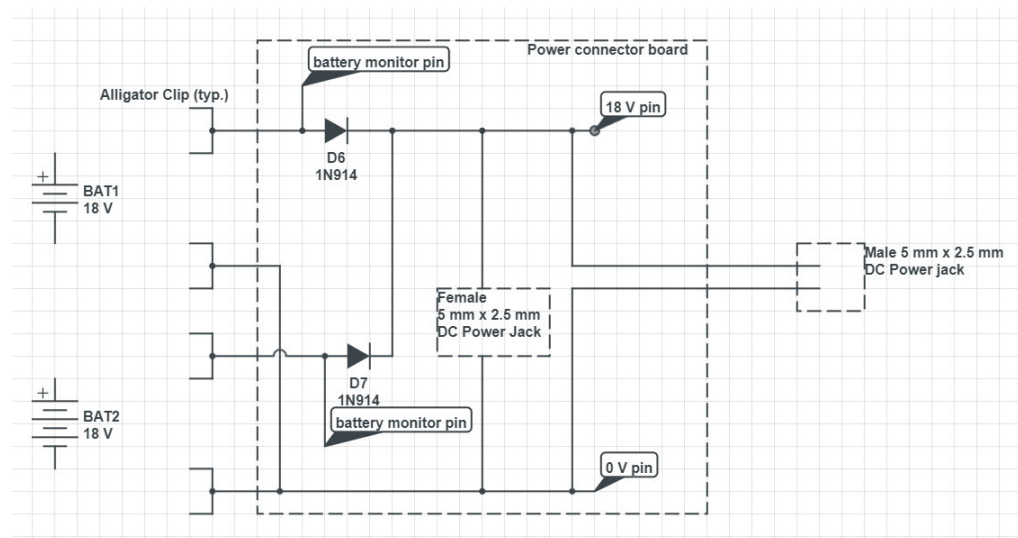 Power connector board
battery monitor pin
Alligator Clip (typ.)
18 V pin
D6
1N914
+
BAT1
18 V
Male 5 mm x 2.5 mm
DC Power jack
Female
5 mm x 2.5 mm
DC Power Jack
D7
1N914
+
BAT2
18 V
battery monitor pin
0 V pin